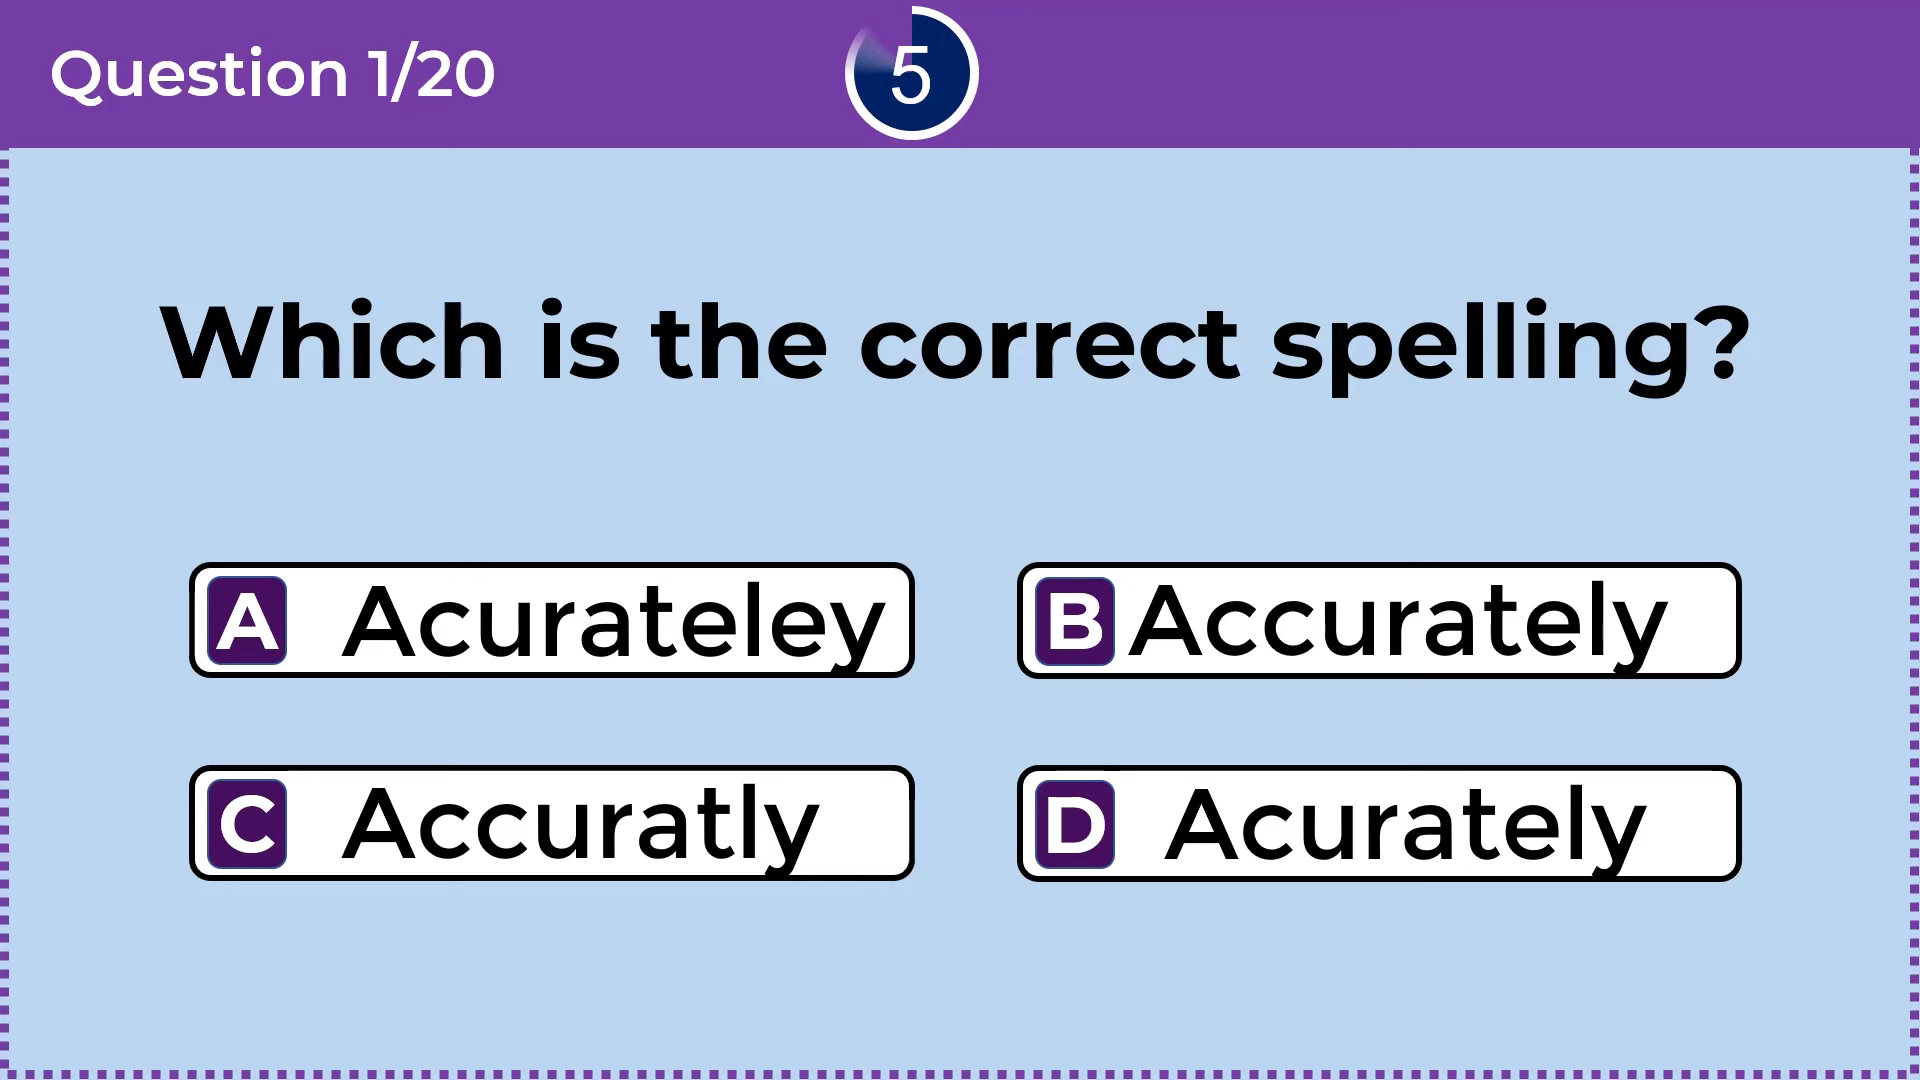 Question 1/20
5
Which is the correct spelling?
A Acurateley
B Accurately
C Accuratly
D Acurately